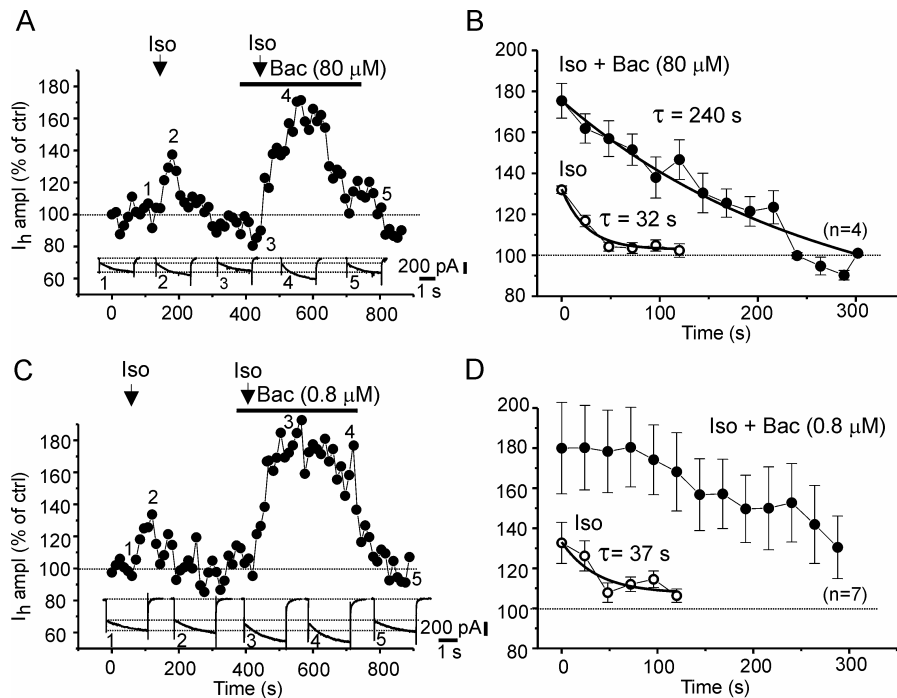 A
Iso
Iso
Bac (80 μM)
Ih ampl (% of ctrl)
180
160
140
120
100
80
60
1
2
3
4
5
1
2
3
4
5
200 pA
1 s
0
200
400
600
800
Time (s)
B
Iso + Bac (80 μM)
τ = 240 s
Iso
τ = 32 s
(n=4)
200
180
160
140
120
100
80
0
100
200
300
Time (s)
C
Iso
Iso
Bac (0.8 μM)
Ih ampl (% of ctrl)
180
160
140
120
100
80
60
1
2
3
4
5
1
2
3
4
5
200 pA
1 s
0
200
400
600
800
Time (s)
D
Iso + Bac (0.8 μM)
Iso
τ = 37 s
(n=7)
200
180
160
140
120
100
80
0
100
200
300
Time (s)